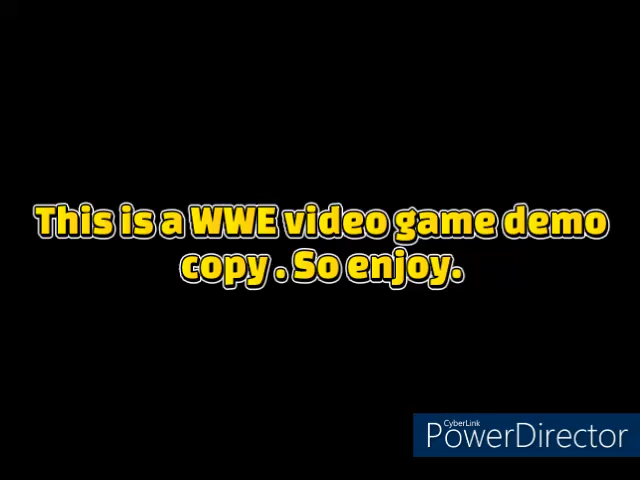 This is a WWE video game demo
copy . So enjoy.
CyberLink
PowerDirector